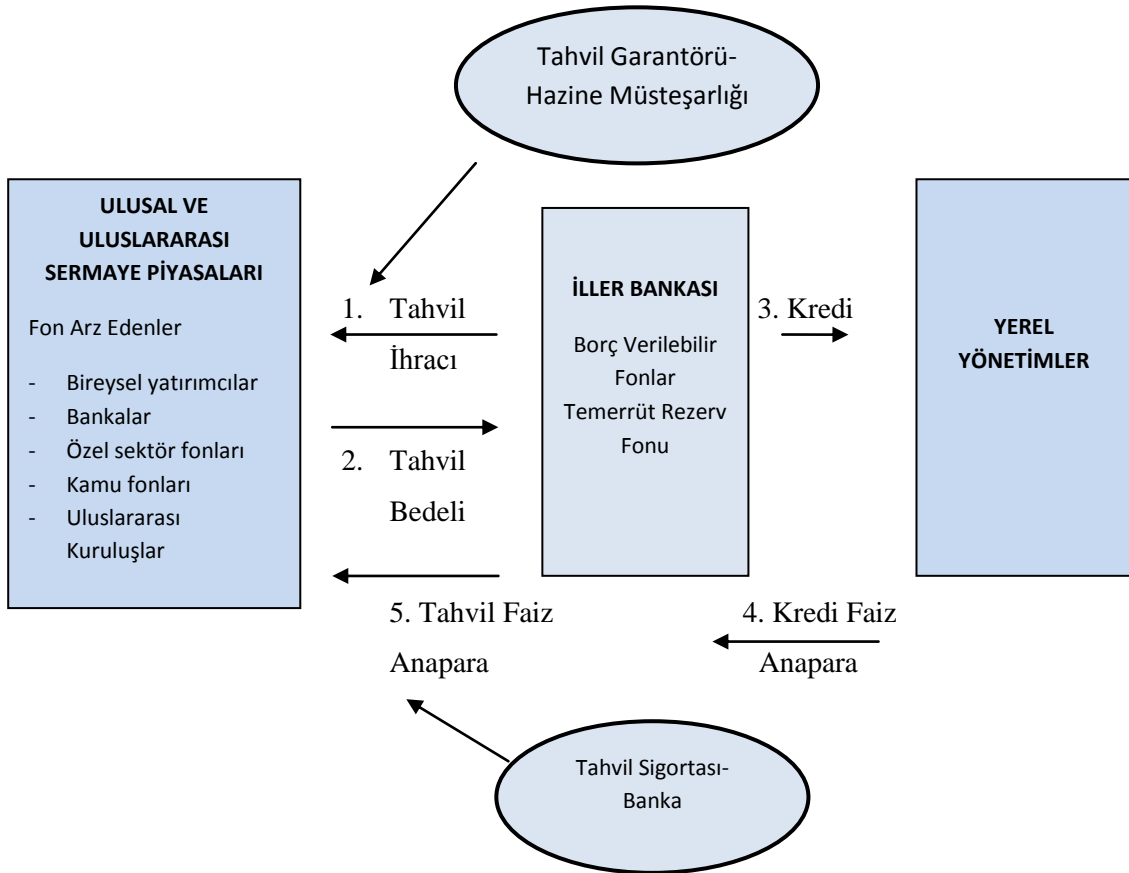 Tahvil Garantörü-
Hazine Müsteşarlığı
ULUSAL VE
ULUSLARARASI
SERMAYE PİYASALARI
Fon Arz Edenler
- Bireysel yatırımcılar
- Bankalar
- Özel sektör fonları
- Kamu fonları
- Uluslararası
Kuruluşlar
1. Tahvil
İhracı
2. Tahvil
Bedeli
5. Tahvil Faiz
Anapara
İLLER BANKASI
Borç Verilebilir
Fonlar
Temerrüt Rezerv
Fonu
3. Kredi
4. Kredi Faiz
Anapara
YEREL
YÖNETİMLER
Tahvil Sigortası-
Banka